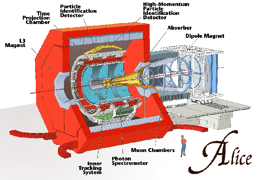 Time
Projection
Chamber
Particle
Identification
Detector
High-Momentum
Particle
Identification
Detector
Absorber
Dipole Magnet
L3
Magnet
Inner
Tracking
System
Photon
Spectrometer
Muon Chambers
Alice